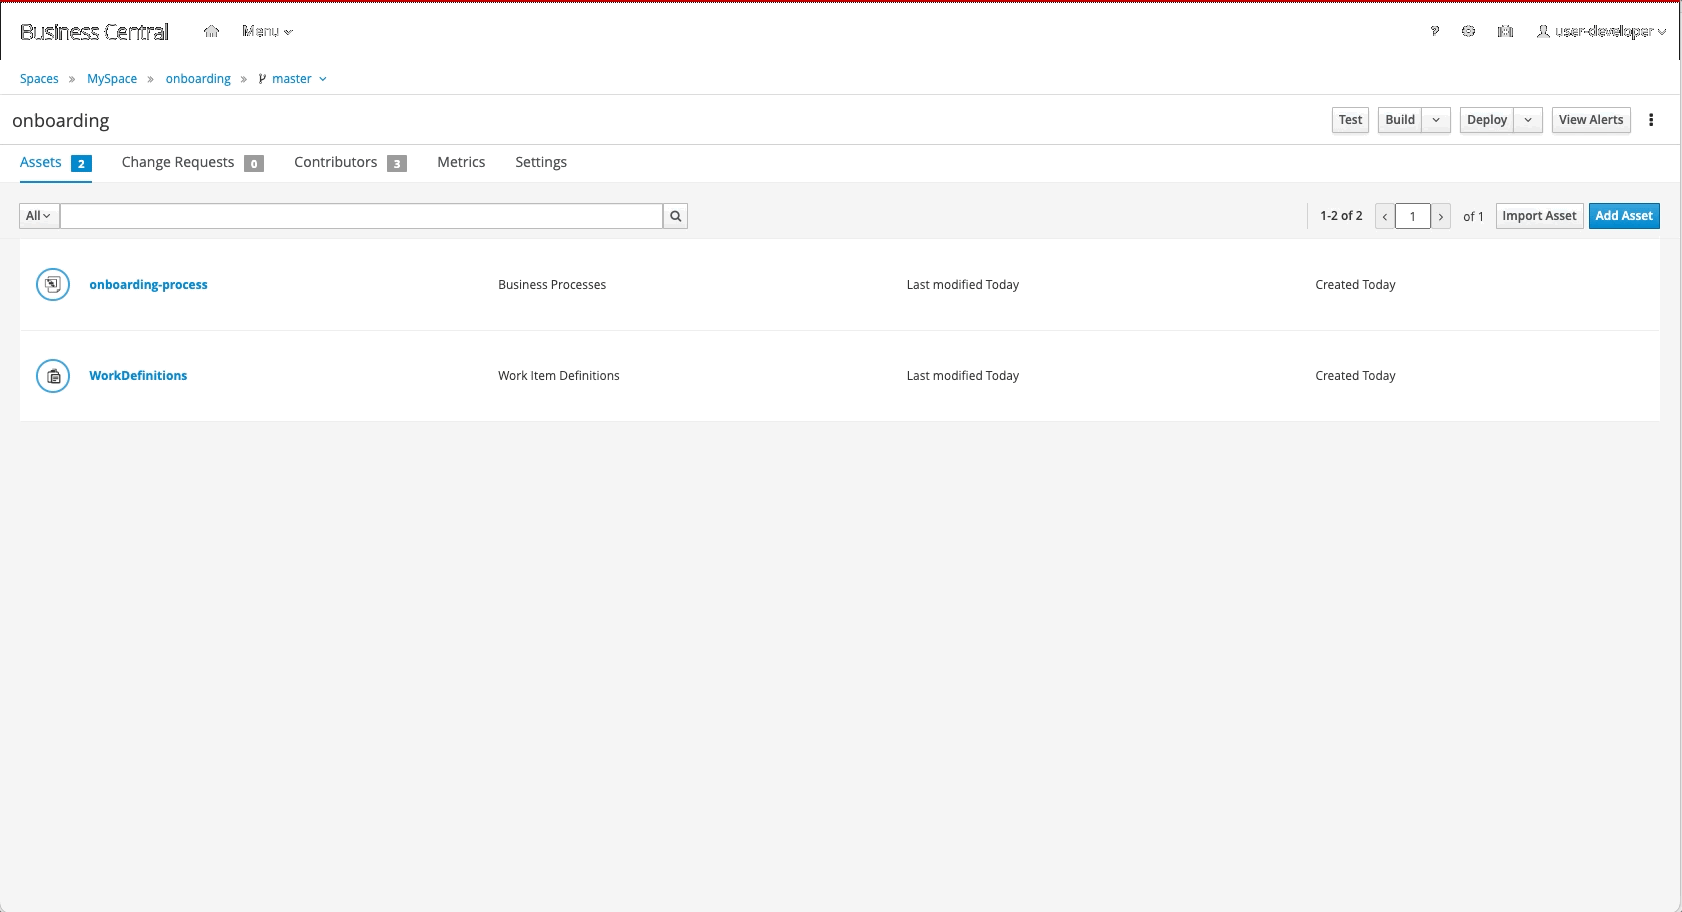 Business Central Menu ? user-developer
Spaces » MySpace » onboarding » master
onboarding Test Build Deploy View Alerts
Assets 2 Change Requests 0 Contributors 3 Metrics Settings
All 1-2 of 2 < 1 > of 1 Import Asset Add Asset
onboarding-process Business Processes Last modified Today Created Today
WorkDefinitions Work Item Definitions Last modified Today Created Today